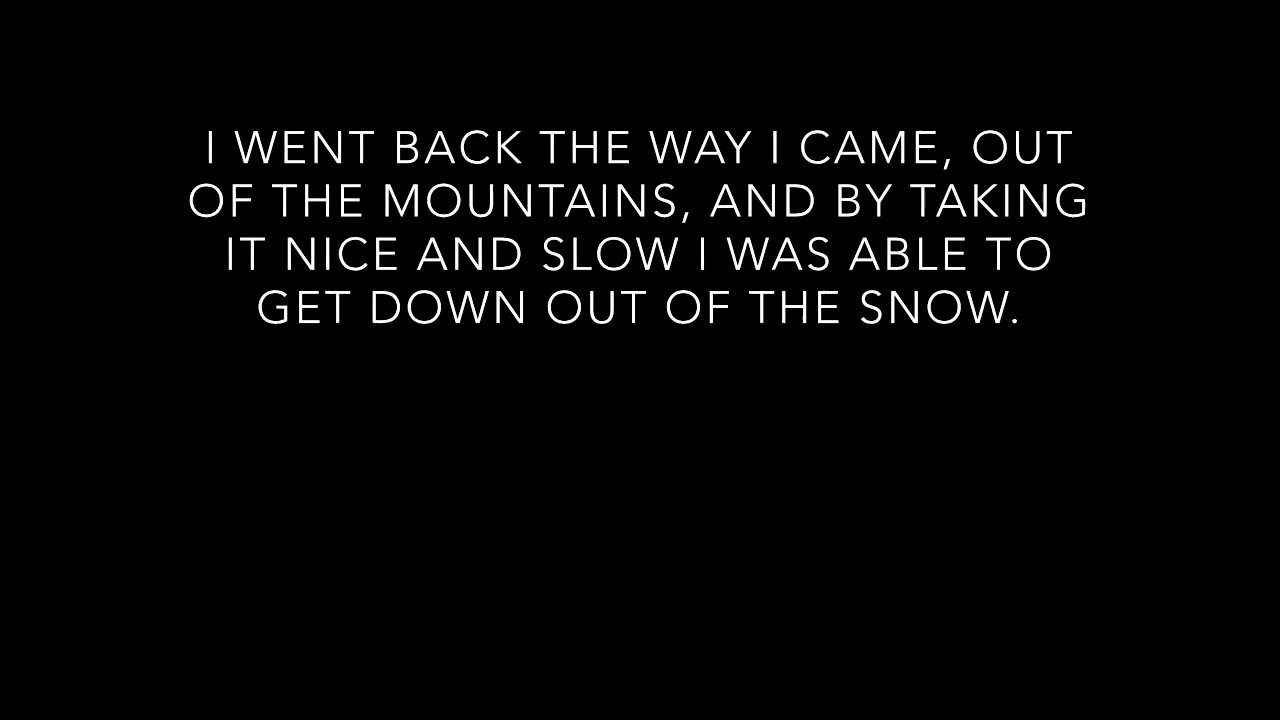 I WENT BACK THE WAY I CAME, OUT
OF THE MOUNTAINS, AND BY TAKING
IT NICE AND SLOW I WAS ABLE TO
GET DOWN OUT OF THE SNOW.